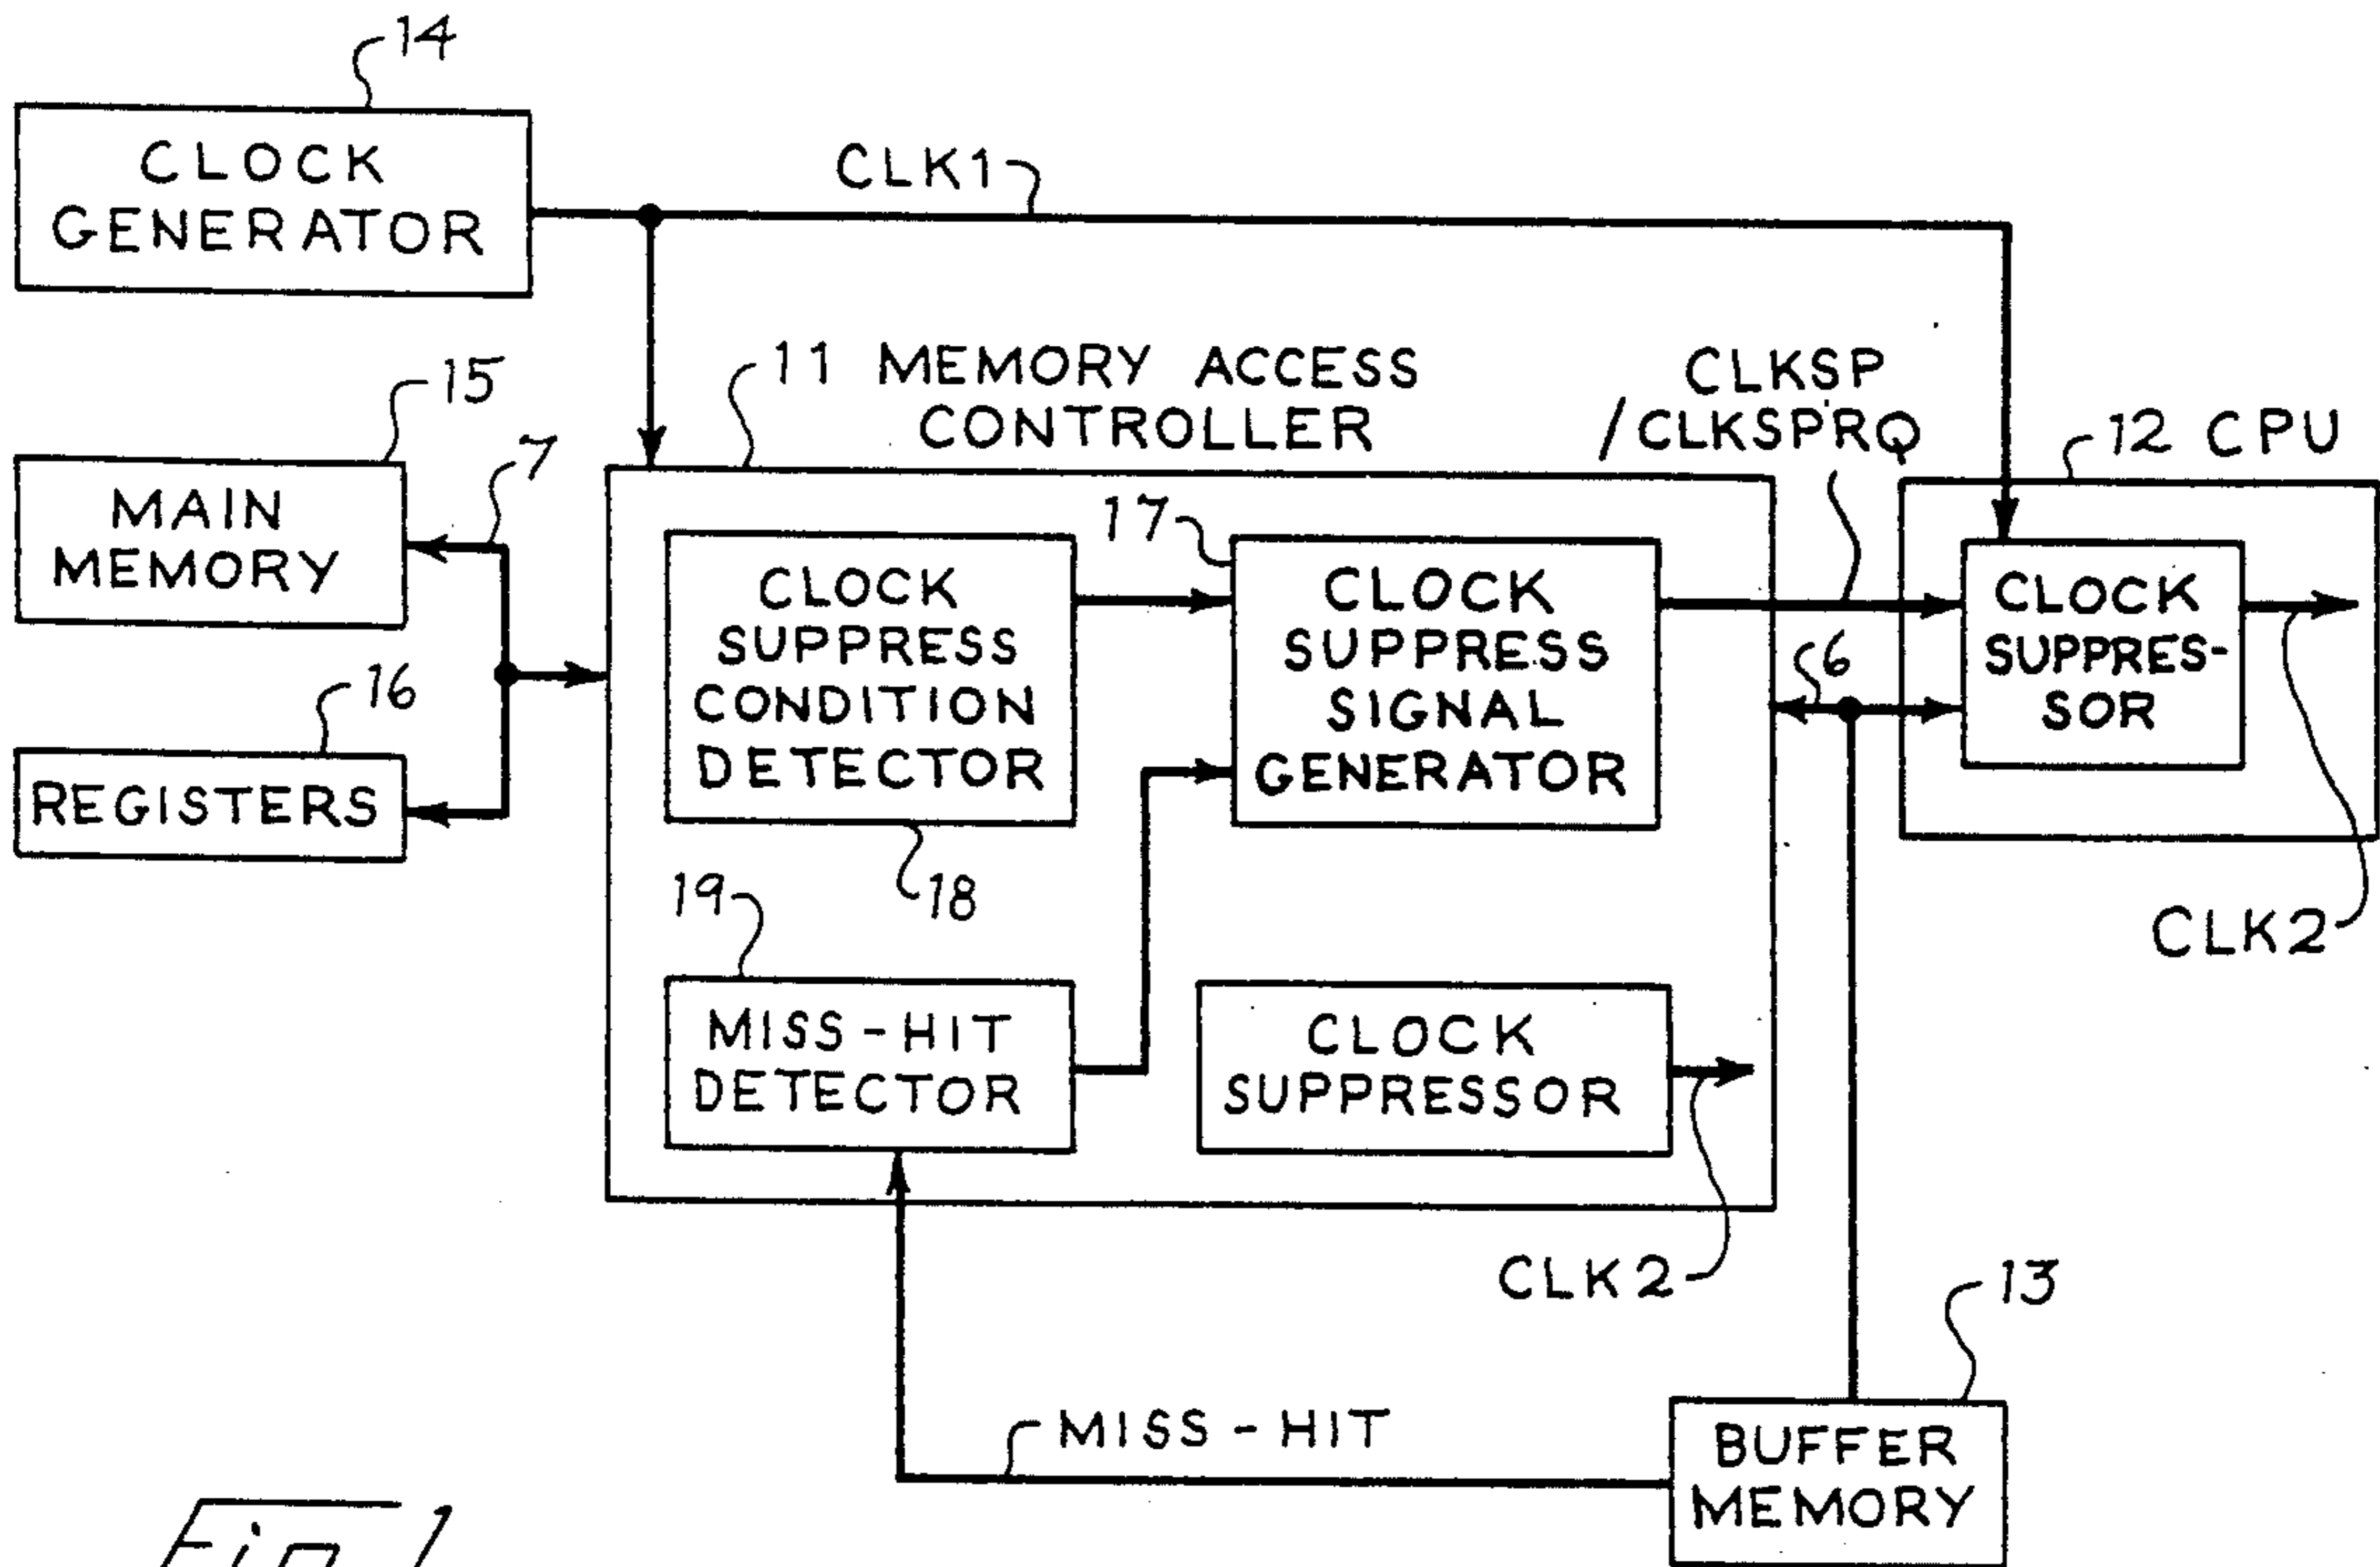 14
CLOCK
GENERATOR
CLK1
15
7
MAIN
MEMORY
16
REGISTERS
11 MEMORY ACCESS
CONTROLLER
CLKSP
/CLKSPRQ
12 CPU
17
CLOCK
SUPPRESS
CONDITION
DETECTOR
18
CLOCK
SUPPRESS
SIGNAL
GENERATOR
6
CLOCK
SUPPRES-
SOR
CLK2
19
MISS-HIT
DETECTOR
CLOCK
SUPPRESSOR
CLK2
13
MISS-HIT
BUFFER
MEMORY
Fig. 1